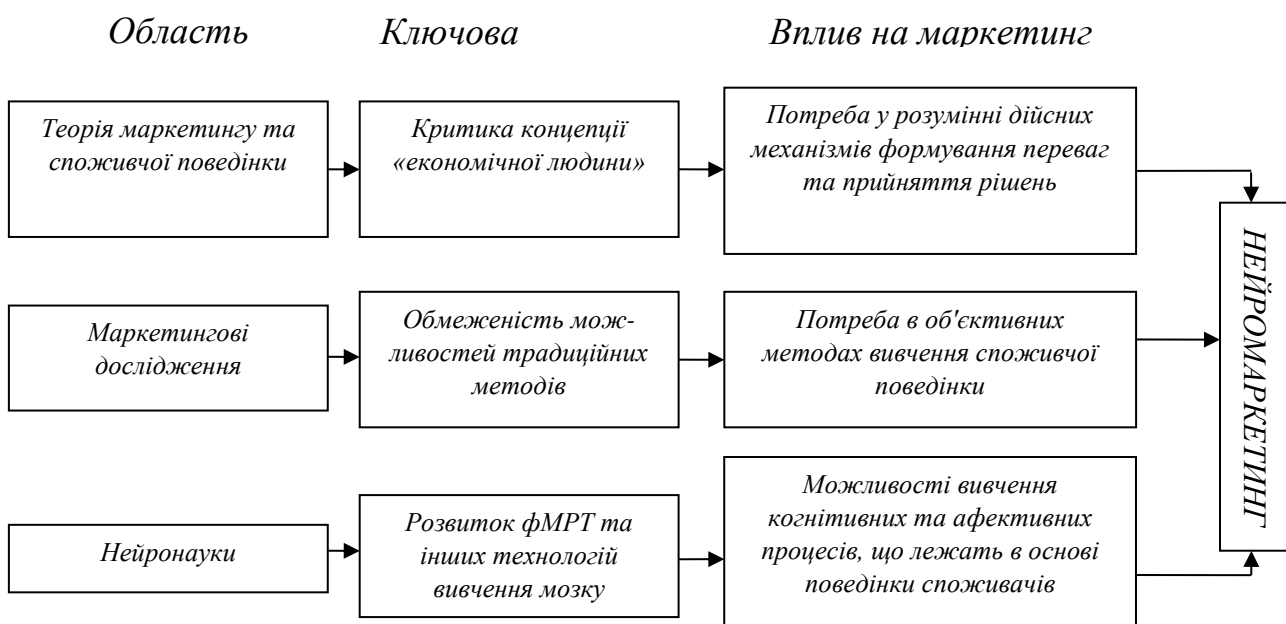 Область Ключова Вплив на маркетинг
Теорія маркетингу та
споживчої поведінки
Критика концепції
«економічної людини»
Потреба у розумінні дійсних
механізмів формування переваг
та прийняття рішень
Маркетингові
дослідження
Обмеженість мож-
ливостей традиційних
методів
Потреба в об'єктивних
методах вивчення споживчої
поведінки
Нейронауки
Розвиток фМРТ та
інших технологій
вивчення мозку
Можливості вивчення
когнітивних та афективних
процесів, що лежать в основі
поведінки споживачів
НЕЙРОМАРКЕТИНГ